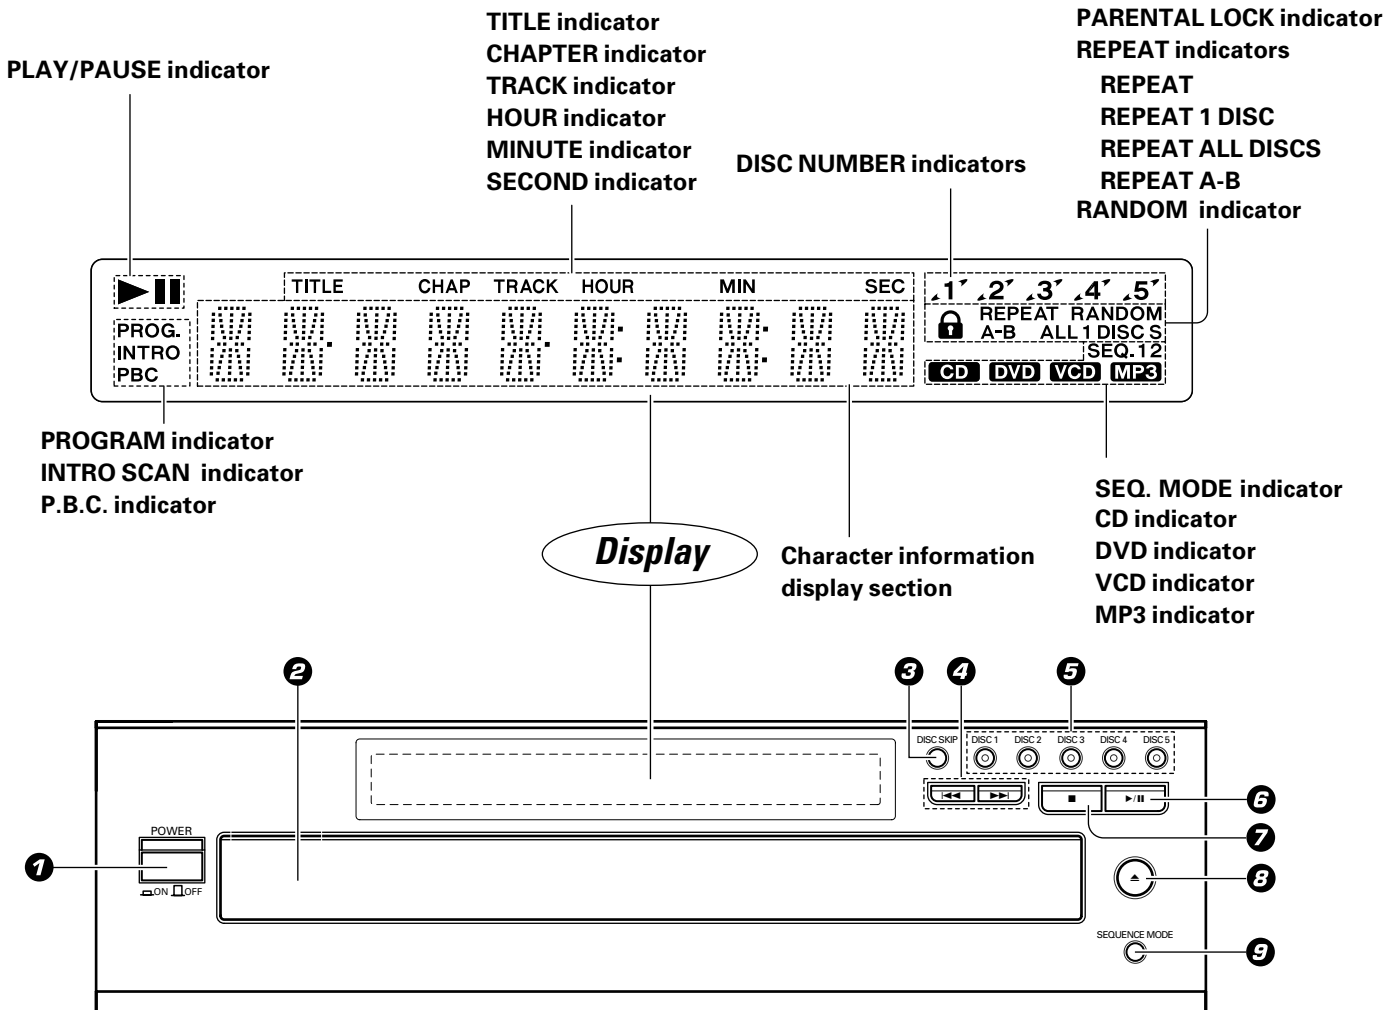 TITLE indicator
CHAPTER indicator
TRACK indicator
HOUR indicator
MINUTE indicator
SECOND indicator
PARENTAL LOCK indicator
REPEAT indicators
REPEAT
REPEAT 1 DISC
REPEAT ALL DISCS
REPEAT A-B
RANDOM indicator
PLAY/PAUSE indicator
DISC NUMBER indicators
TITLE CHAP TRACK HOUR MIN SEC
1 2 3 4 5
REPEAT RANDOM
A-B ALL 1 DISC S
SEQ. 12
CD DVD VCD MP3
PROG.
INTRO
PBC
PROGRAM indicator
INTRO SCAN indicator
P.B.C. indicator
Display
Character information
display section
SEQ. MODE indicator
CD indicator
DVD indicator
VCD indicator
MP3 indicator
2 3 4 5
DISC SKIP DISC 1 DISC 2 DISC 3 DISC 4 DISC 5
6
7
POWER
1
ON OFF
8
SEQUENCE MODE
9